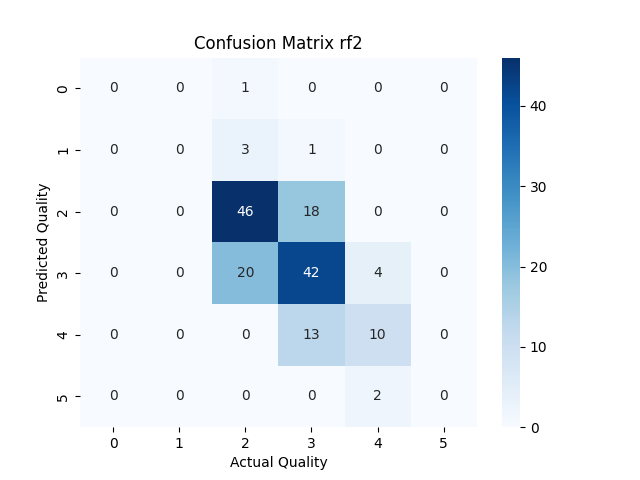 Confusion Matrix rf2
Predicted Quality
0 0 0 1 0 0 0
1 0 0 3 1 0 0
2 0 0 46 18 0 0
3 0 0 20 42 4 0
4 0 0 0 13 10 0
5 0 0 0 0 2 0
0 1 2 3 4 5
Actual Quality
40
30
20
10
0